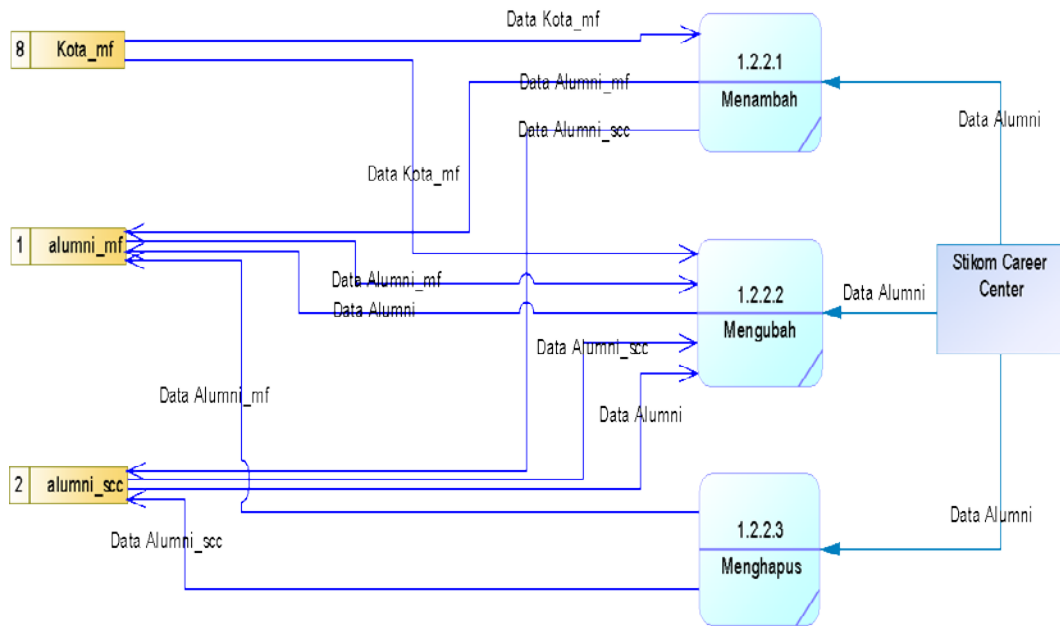 Data Kota_mf
8 Kota_mf
1.2.2.1
Menambah
Data Alumni_mf
Data Alumni
Data Alumni_scc
Data Kota_mf
1 alumni_mf
Stikom Career
Center
Data Alumni_mf
1.2.2.2
Data Alumni
Data Alumni
Mengubah
Data Alumni_scc
Data Alumni_mf
Data Alumni
2 alumni_scc
Data Alumni
1.2.2.3
Data Alumni_scc
Menghapus